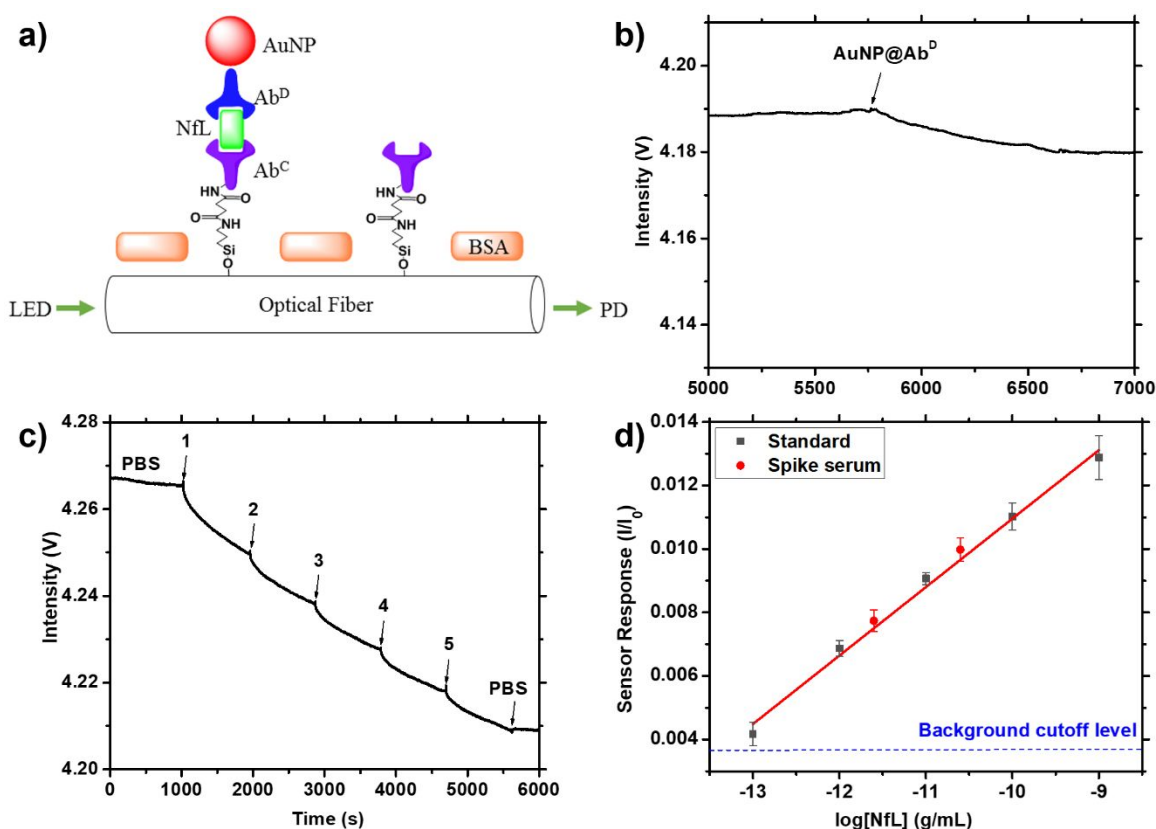 a)
AuNP
Ab^D
NfL
Ab^C
HN
O
O
NH
Si
O
HN
O
O
NH
Si
O
BSA
LED
Optical Fiber
PD
b)
AuNP@Ab^D
Intensity (V)
4.20
4.18
4.16
4.14
5000 5500 6000 6500 7000
c)
PBS
1
2
3
4
5
PBS
Intensity (V)
4.28
4.26
4.24
4.22
4.20
0 1000 2000 3000 4000 5000 6000
Time (s)
d)
Standard
Spike serum
Background cutoff level
Sensor Response (I/I₀)
0.014
0.012
0.010
0.008
0.006
0.004
-13 -12 -11 -10 -9
log[NfL] (g/mL)